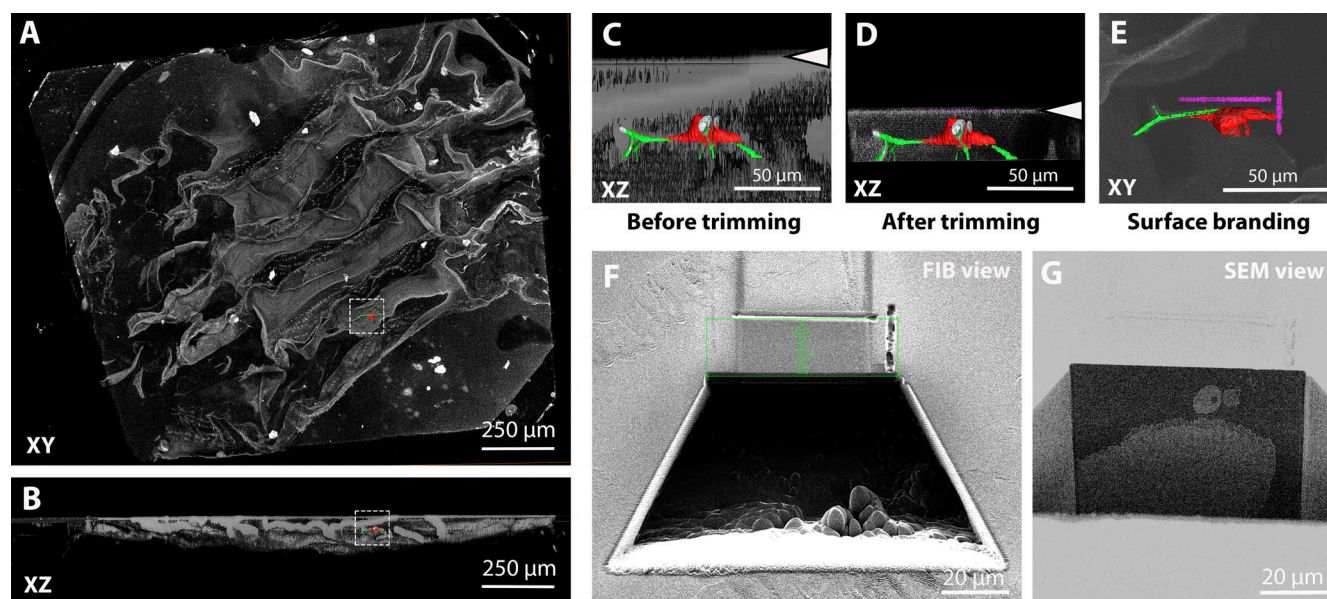 A
XY
250 µm
B
XZ
250 µm
C
XZ
50 µm
Before trimming
D
XZ
50 µm
After trimming
E
XY
50 µm
Surface branding
F
FIB view
20 µm
G
SEM view
20 µm